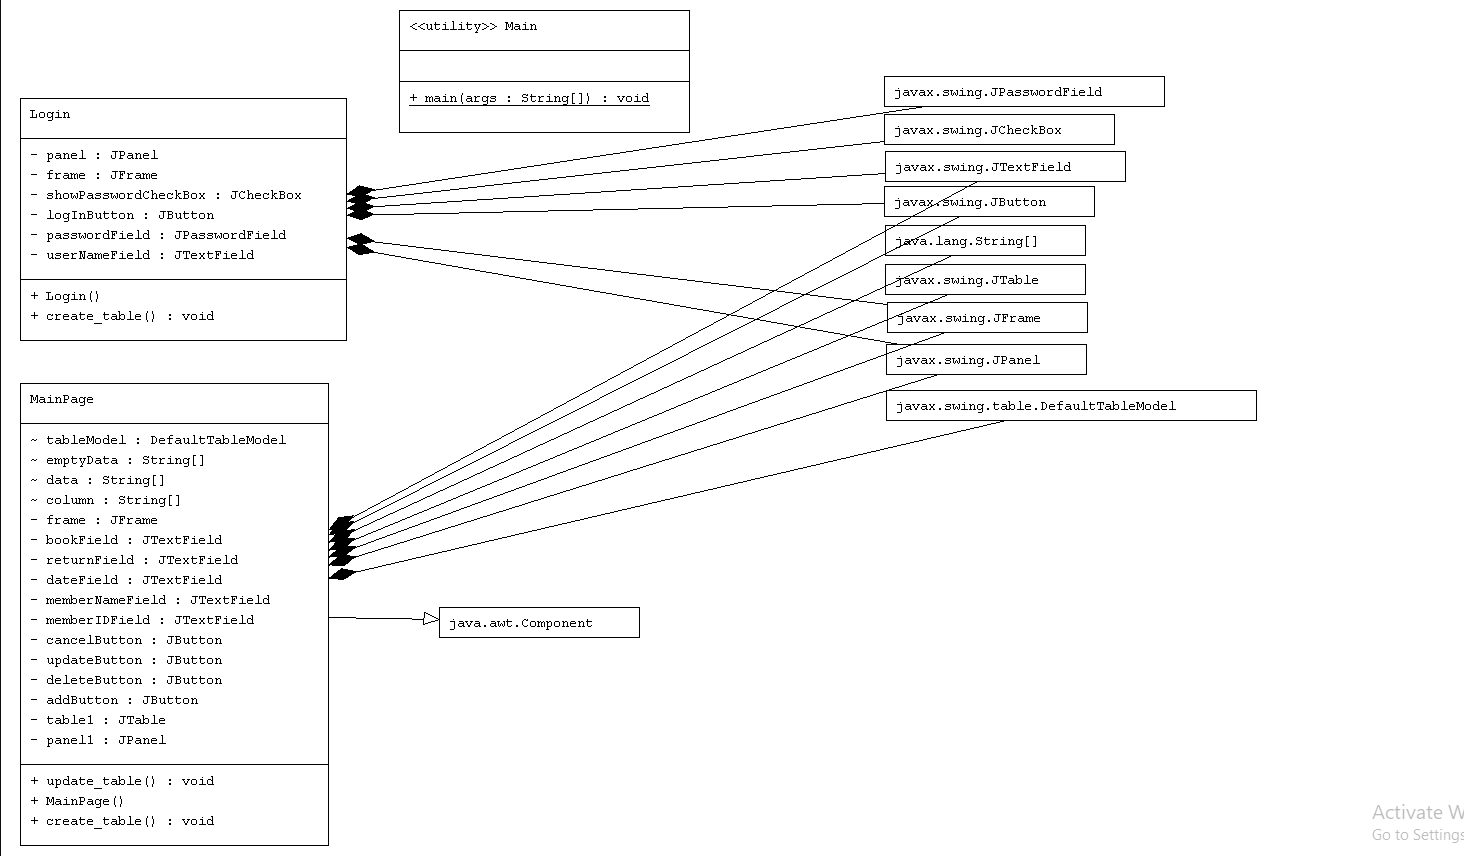 <<utility>> Main
+ main(args : String[]) : void
Login
- panel : JPanel
- frame : JFrame
- showPasswordCheckBox : JCheckBox
- logInButton : JButton
- passwordField : JPasswordField
- userNameField : JTextField
+ Login()
+ create_table() : void
javax.swing.JPasswordField
javax.swing.JCheckBox
javax.swing.JTextField
javax.swing.JButton
java.lang.String[]
javax.swing.JTable
javax.swing.JFrame
javax.swing.JPanel
javax.swing.table.DefaultTableModel
MainPage
~ tableModel : DefaultTableModel
~ emptyData : String[]
~ data : String[]
~ column : String[]
- frame : JFrame
- bookField : JTextField
- returnField : JTextField
- dateField : JTextField
- memberNameField : JTextField
- memberIDField : JTextField
- cancelButton : JButton
- updateButton : JButton
- deleteButton : JButton
- addButton : JButton
- table1 : JTable
- panel1 : JPanel
+ update_table() : void
+ MainPage()
+ create_table() : void
java.awt.Component
Activate W
Go to Settings